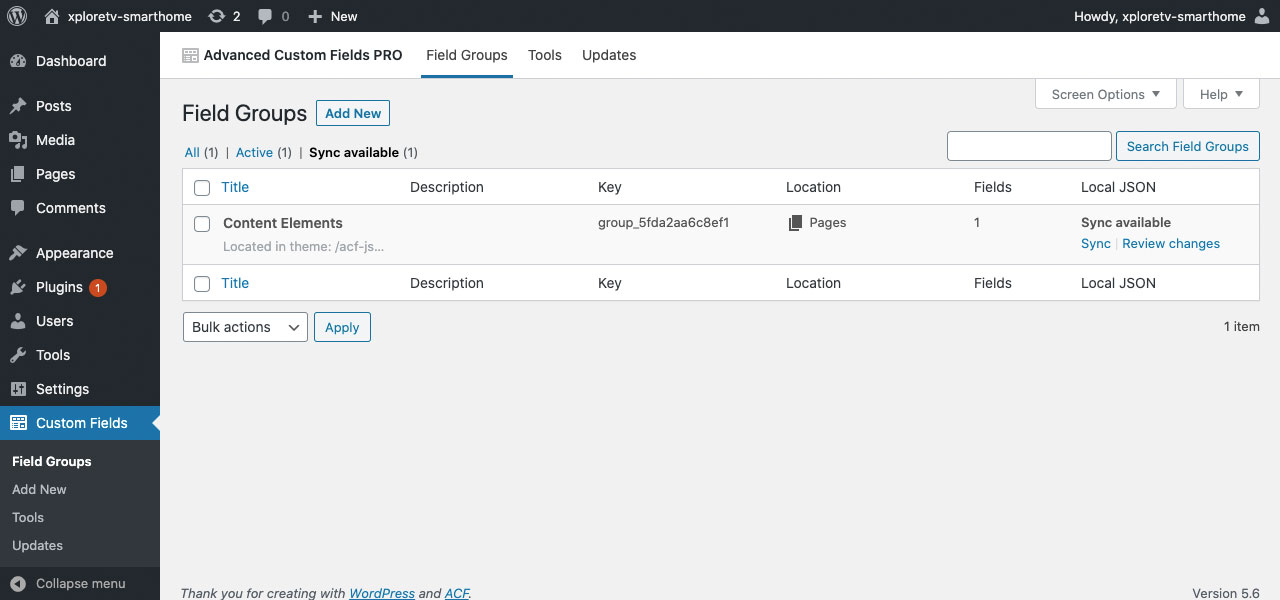 xploretv-smarthome 2 0 New Howdy, xploretv-smarthome
Dashboard
Posts
Media
Pages
Comments
Appearance
Plugins 1
Users
Tools
Settings
Custom Fields
Field Groups
Add New
Tools
Updates
Collapse menu
Advanced Custom Fields PRO Field Groups Tools Updates
Screen Options Help
Field Groups Add New
All (1) | Active (1) | Sync available (1) Search Field Groups
Title Description Key Location Fields Local JSON
Content Elements group_5fda2aa6c8ef1 Pages 1 Sync available
Located in theme: /acf-js... Sync | Review changes
Title Description Key Location Fields Local JSON
Bulk actions Apply 1 item
Thank you for creating with WordPress and ACF. Version 5.6